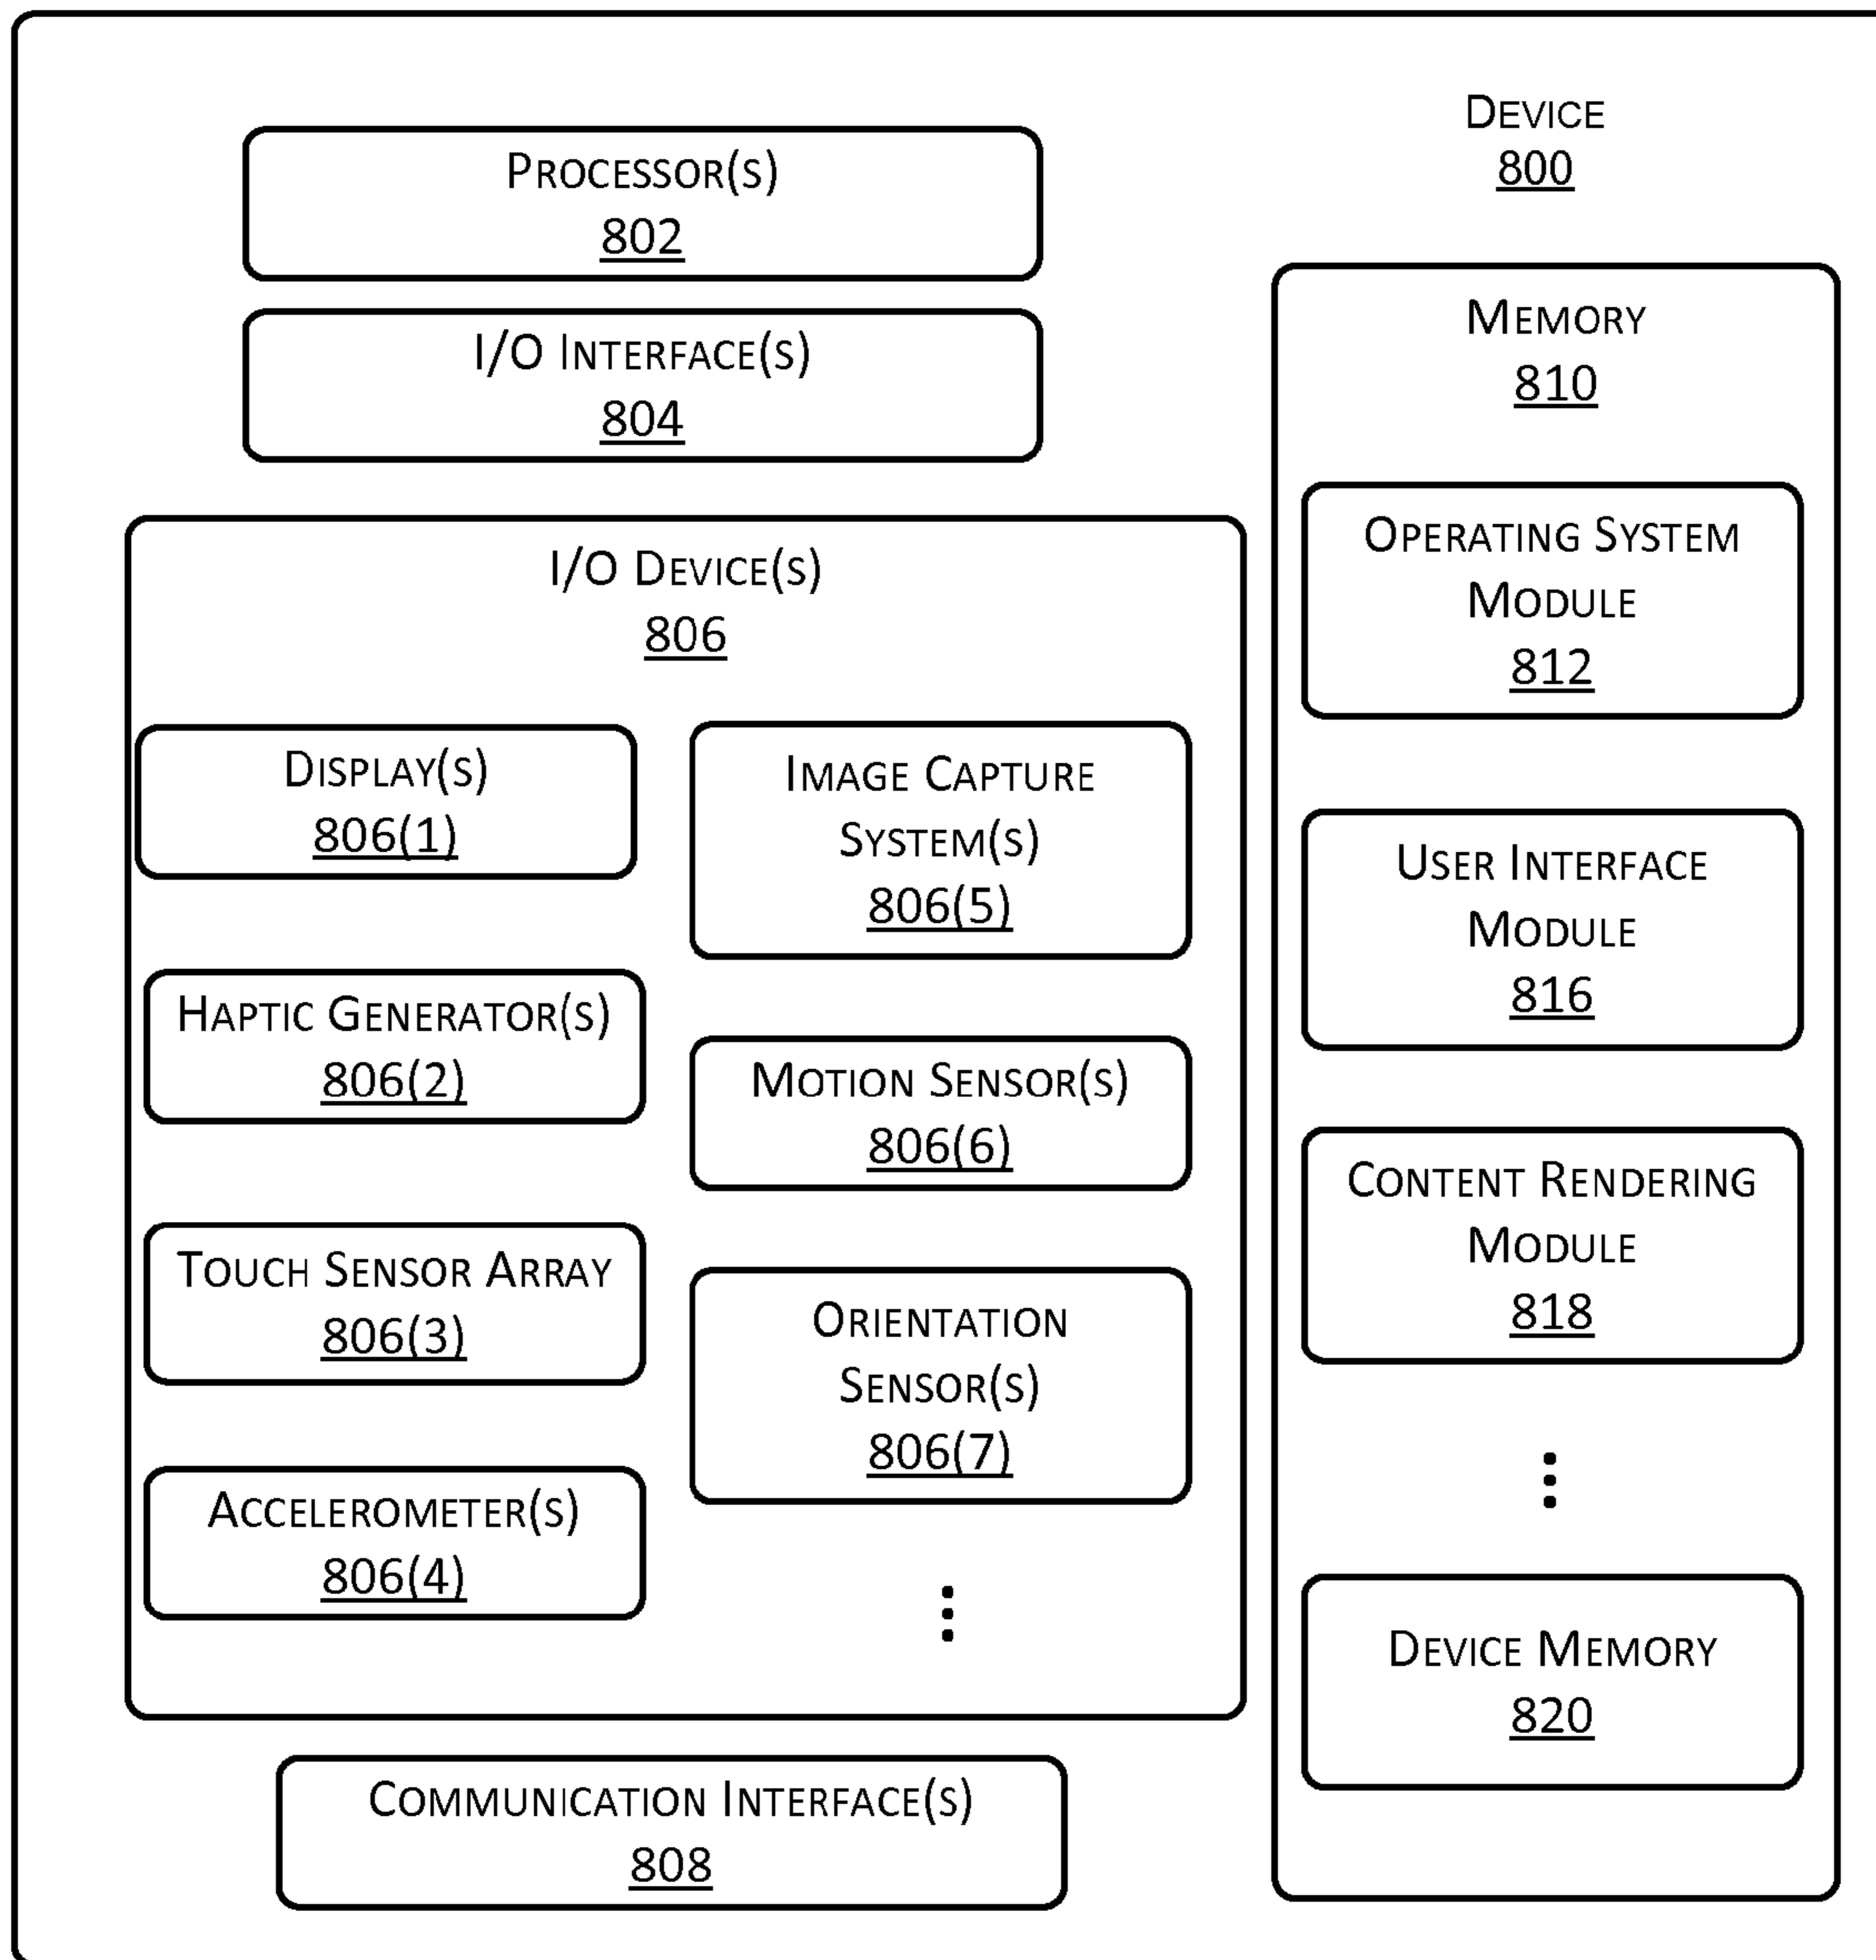 DEVICE
800
PROCESSOR(S)
802
I/O INTERFACE(S)
804
I/O DEVICE(S)
806
DISPLAY(S)
806(1)
HAPTIC GENERATOR(S)
806(2)
TOUCH SENSOR ARRAY
806(3)
ACCELEROMETER(S)
806(4)
IMAGE CAPTURE
SYSTEM(S)
806(5)
MOTION SENSOR(S)
806(6)
ORIENTATION
SENSOR(S)
806(7)
COMMUNICATION INTERFACE(S)
808
MEMORY
810
OPERATING SYSTEM
MODULE
812
USER INTERFACE
MODULE
816
CONTENT RENDERING
MODULE
818
DEVICE MEMORY
820